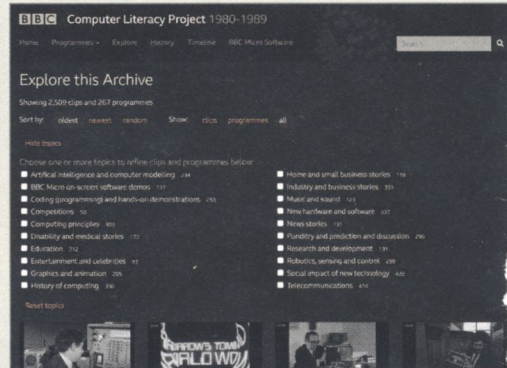 BBC Computer Literacy Project 1980-1989
Home Programmes Explore History Timeline BBC Micro Software
Search
Explore this Archive
Showing 2,509 clips and 267 programmes
Sort by: oldest newest random Show: clips programmes all
Hide topics
Choose one or more topics to refine clips and programmes below
Artifical intelligence and computer modelling
BBC Micro on-screen software demos
Coding (programming) and hands-on demonstrations
Competitions
Computing principles
Disability and medical stories
Education
Entertainment and celebrities
Graphics and animation
History of computing
Home and small business stories
Industry and business stories
Music and sound
New hardware and software
News stories
Punditry and prediction and discussion
Research and development
Robotics, sensing and control
Social impact of new technology
Telecommunications
Reset topics